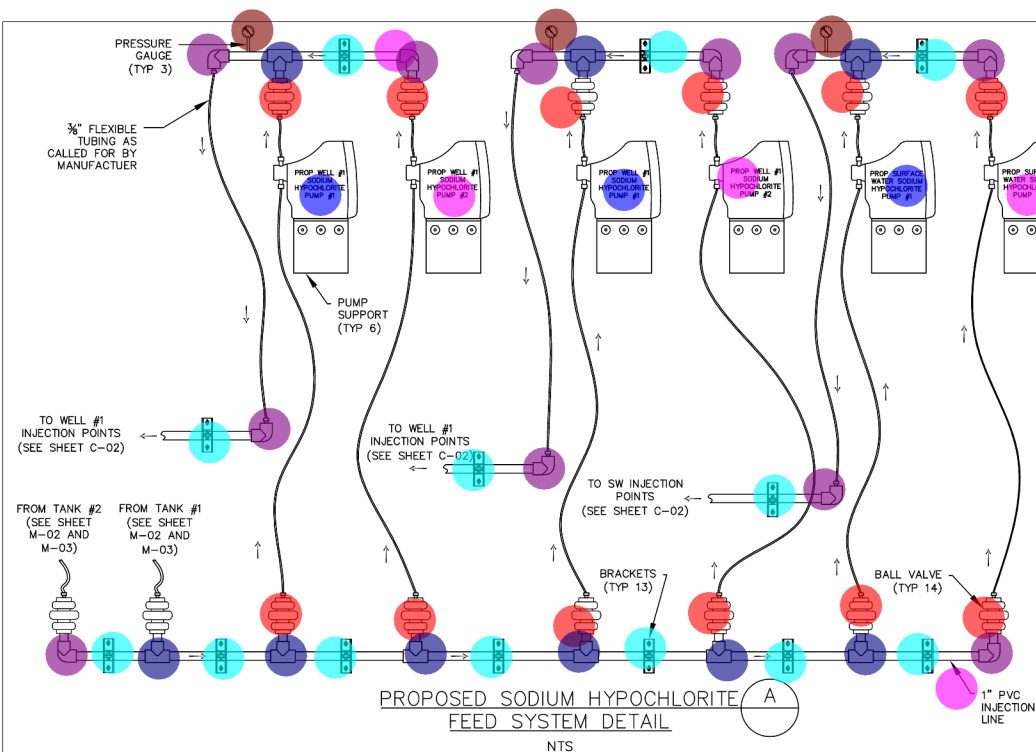 PRESSURE
GAUGE
(TYP 3)
⅜" FLEXIBLE
TUBING AS
CALLED FOR BY
MANUFACTUER
PROP WELL #1
SODIUM
HYPOCHLORITE
PUMP #1
PROP WELL #1
SODIUM
HYPOCHLORITE
PUMP #2
PROP WELL #1
SODIUM
HYPOCHLORITE
PUMP #1
PROP WELL #1
SODIUM
HYPOCHLORITE
PUMP #2
PROP SURFACE
WATER SODIUM
HYPOCHLORITE
PUMP #1
PROP
WATER
PUMP
PUMP
SUPPORT
(TYP 6)
TO WELL #1
INJECTION POINTS
(SEE SHEET C-02)
TO WELL #1
INJECTION POINTS
(SEE SHEET C-02)
TO SW INJECTION
POINTS
(SEE SHEET C-02)
FROM TANK #2
(SEE SHEET
M-02 AND
M-03)
FROM TANK #1
(SEE SHEET
M-02 AND
M-03)
BRACKETS
(TYP 13)
BALL VALVE
(TYP 14)
1" PVC
INJECTION
LINE
PROPOSED SODIUM HYPOCHLORITE
FEED SYSTEM DETAIL
A
NTS